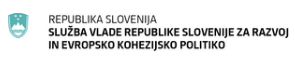 REPUBLIKA SLOVENIJA
SLUŽBA VLADE REPUBLIKE SLOVENIJE ZA RAZVOJ
IN EVROPSKO KOHEZIJSKO POLITIKO